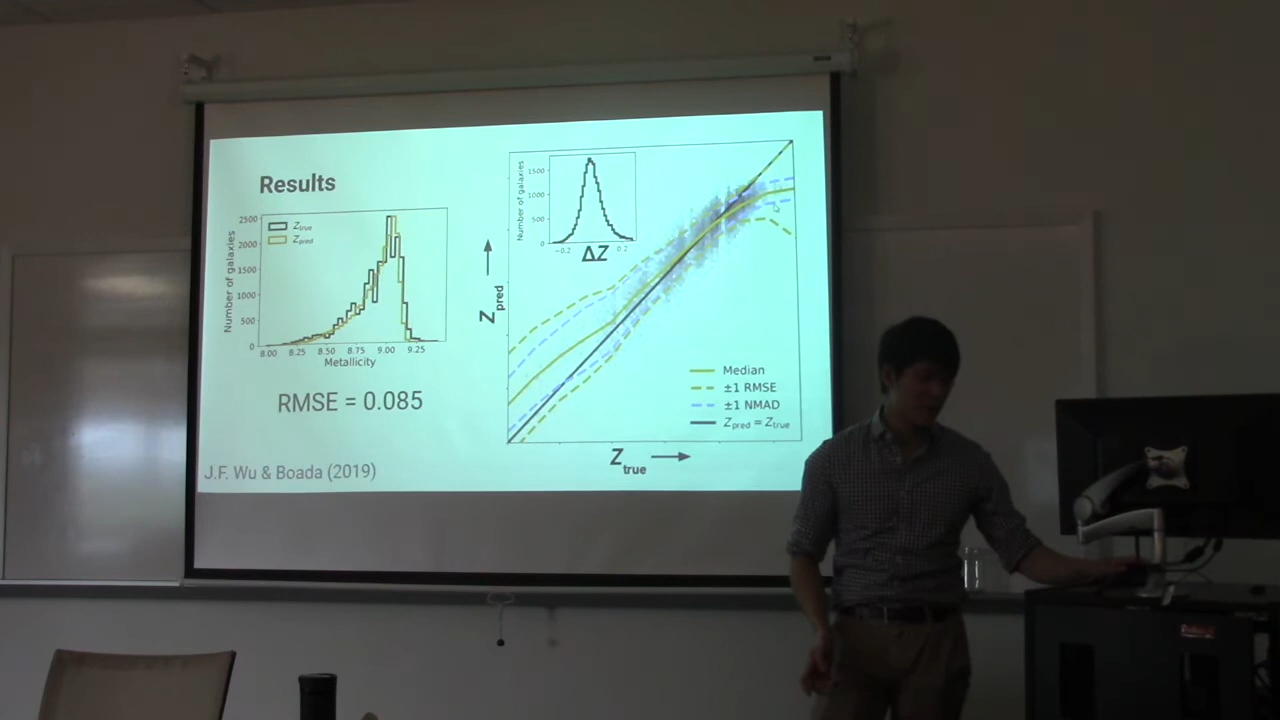 Results
2500
2000
1500
1000
500
0
Number of galaxies
Z_true
Z_pred
8.00 8.25 8.50 8.75 9.00 9.25
Metallicity
RMSE = 0.085
J.F. Wu & Boada (2019)
Number of galaxies
1500
1000
500
0
−0.2 0.2
ΔZ
Z_pred
Median
±1 RMSE
±1 NMAD
Z_pred = Z_true
Z_true